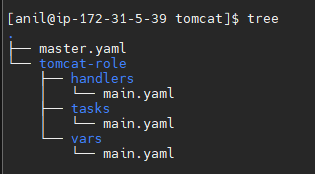 [anil@ip-172-31-5-39 tomcat]$ tree
.
├── master.yaml
└── tomcat-role
    ├── handlers
    │   └── main.yaml
    ├── tasks
    │   └── main.yaml
    └── vars
        └── main.yaml